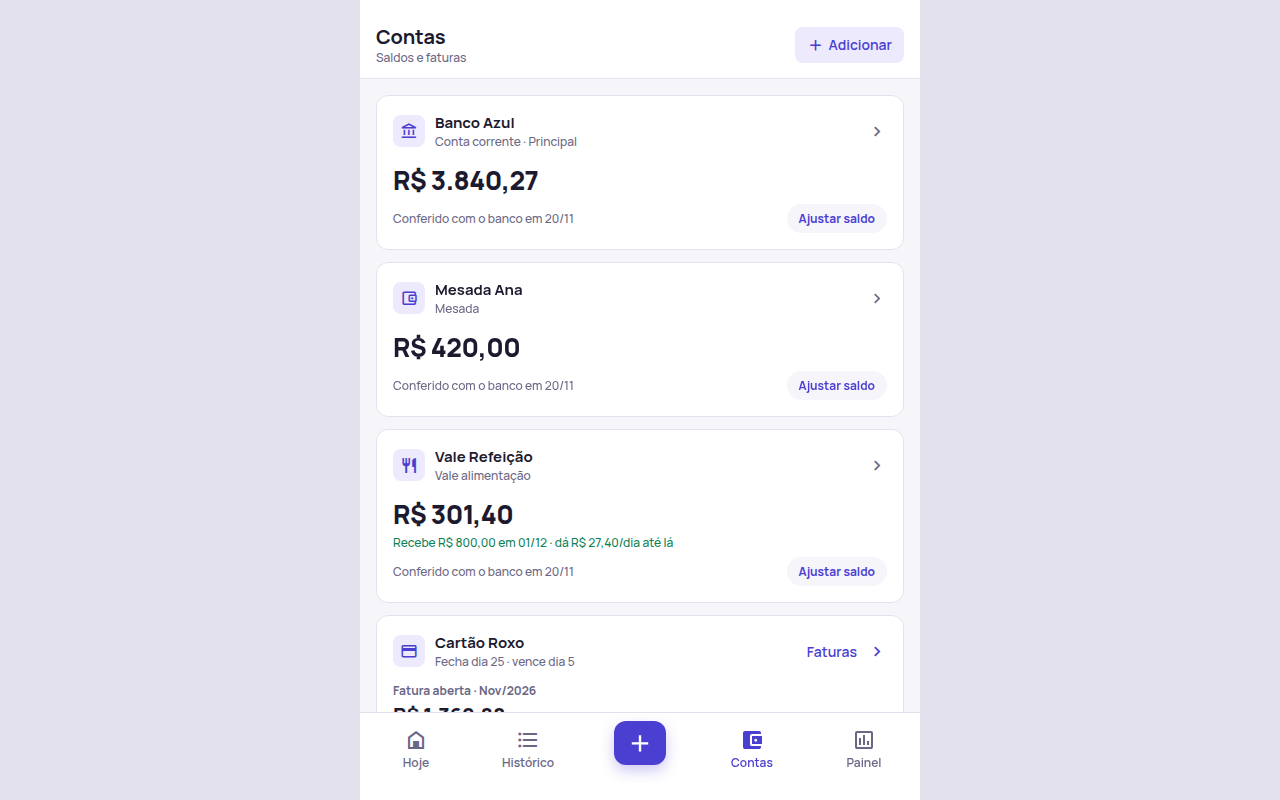 Contas
Saldos e faturas
Adicionar
Banco Azul
Conta corrente · Principal
R$ 3.840,27
Conferido com o banco em 20/11
Ajustar saldo
Mesada Ana
Mesada
R$ 420,00
Conferido com o banco em 20/11
Ajustar saldo
Vale Refeição
Vale alimentação
R$ 301,40
Recebe R$ 800,00 em 01/12 · dá R$ 27,40/dia até lá
Conferido com o banco em 20/11
Ajustar saldo
Cartão Roxo
Fecha dia 25 · vence dia 5
Faturas
Fatura aberta · Nov/2026
Hoje
Histórico
Contas
Painel